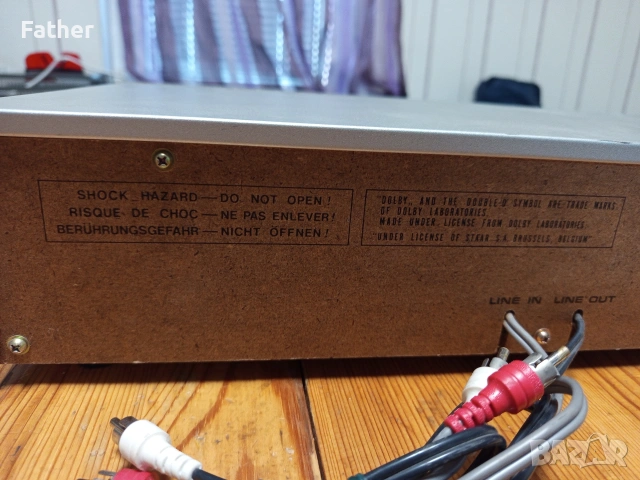 Father
SHOCK HAZARD — DO NOT OPEN!
RISQUE DE CHOC — NE PAS ENLEVER!
BERÜHRUNGSGEFAHR — NICHT ÖFFNEN!
"DOLBY" AND THE DOUBLE-D SYMBOL ARE TRADE MARKS
OF DOLBY LABORATORIES.
MADE UNDER LICENSE FROM DOLBY LABORATORIES.
UNDER LICENSE OF STAAR S.A. BRUSSELS, BELGIUM
LINE IN LINE OUT
BAZAR